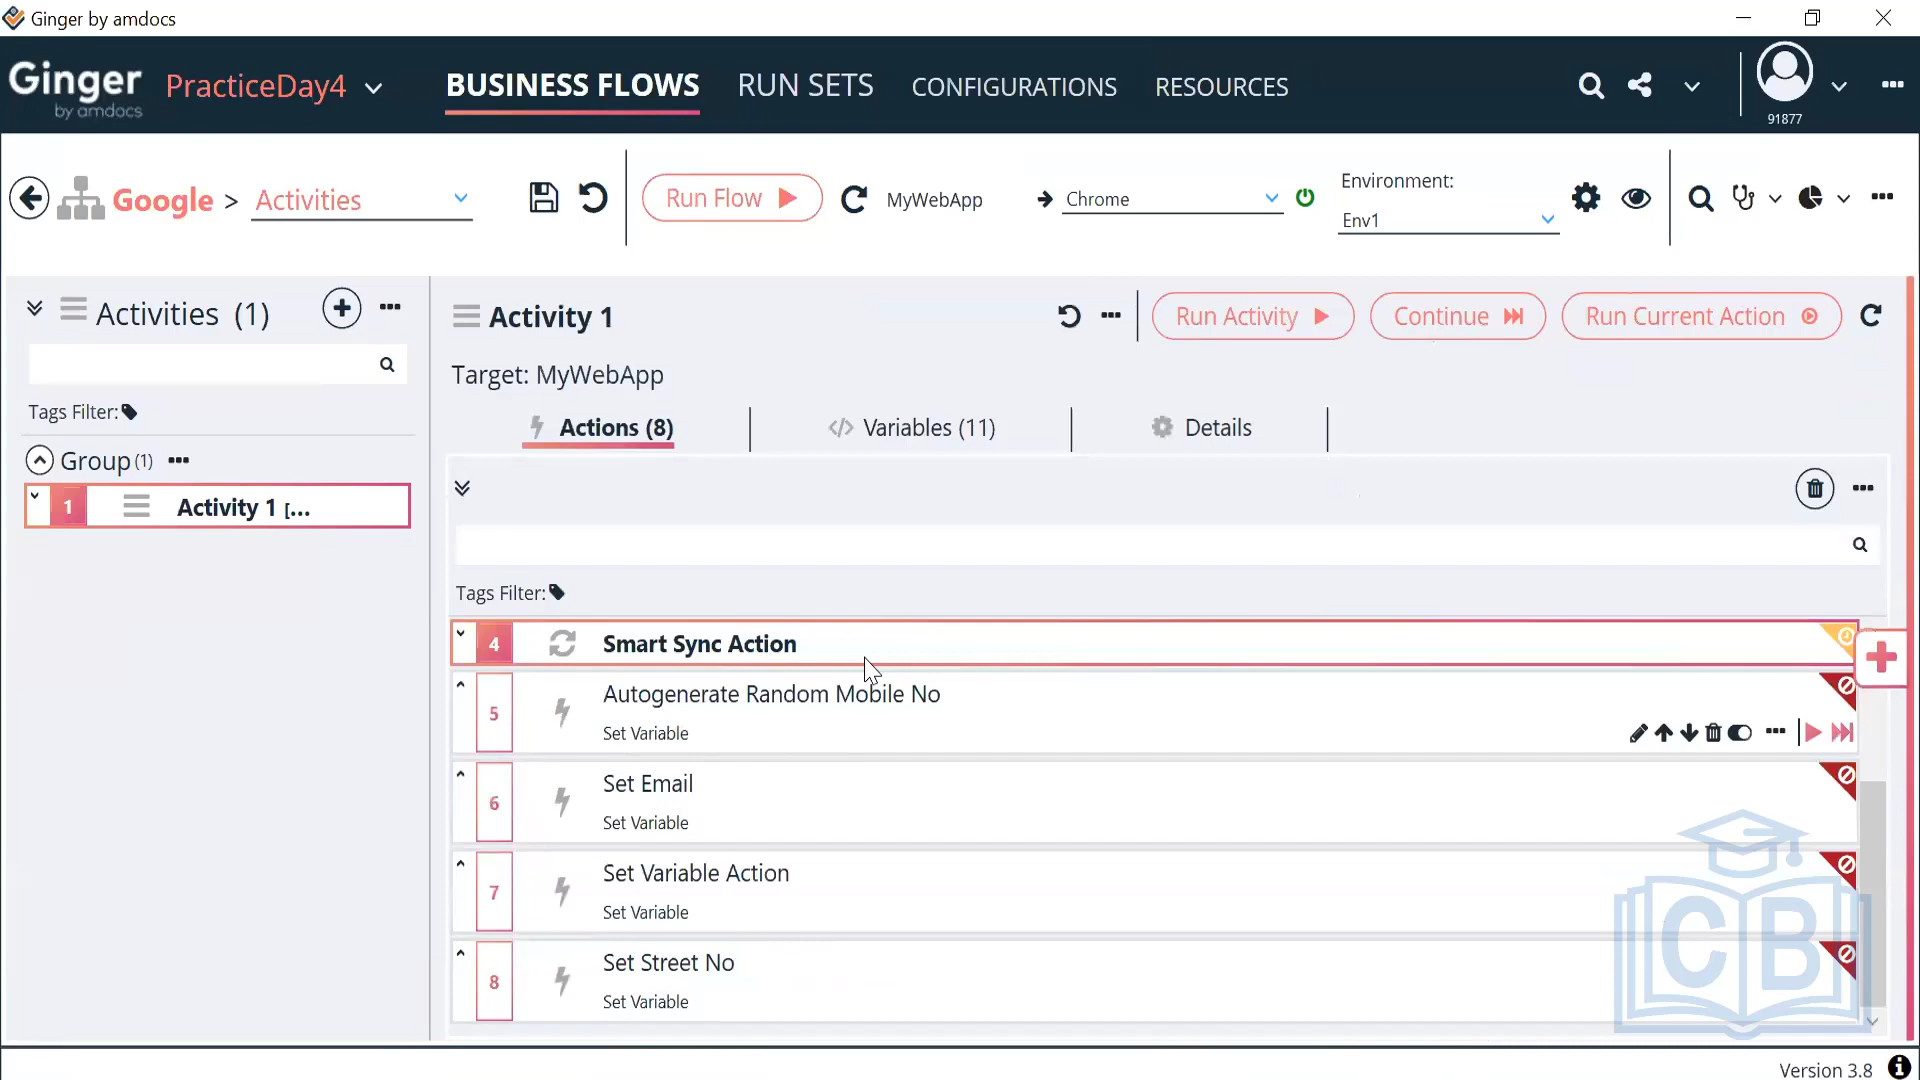 Ginger by amdocs
Ginger
by amdocs
PracticeDay4
BUSINESS FLOWS
RUN SETS
CONFIGURATIONS
RESOURCES
91877
Google > Activities
Run Flow
MyWebApp
Chrome
Environment:
Env1
Activities (1)
Tags Filter:
Group (1)
1 Activity 1 [...
Activity 1
Run Activity
Continue
Run Current Action
Target: MyWebApp
Actions (8)
Variables (11)
Details
Tags Filter:
4 Smart Sync Action
5 Autogenerate Random Mobile No
Set Variable
6 Set Email
Set Variable
7 Set Variable Action
Set Variable
8 Set Street No
Set Variable
CB
Version 3.8